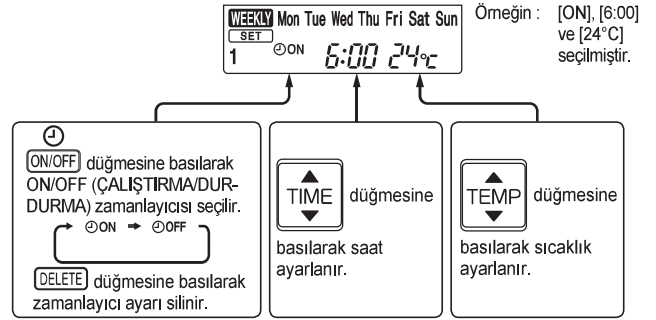 WEEKLY Mon Tue Wed Thu Fri Sat Sun
SET
1 ON 6:00 24°C
Örneğin : [ON], [6:00]
ve [24°C]
seçilmiştir.
ON/OFF düğmesine basılarak
ON/OFF (ÇALIŞTIRMA/DUR-
DURMA) zamanlayıcısı seçilir.
ON → OFF
DELETE düğmesine basılarak
zamanlayıcı ayarı silinir.
TIME düğmesine
basılarak saat
ayarlanır.
TEMP düğmesine
basılarak sıcaklık
ayarlanır.